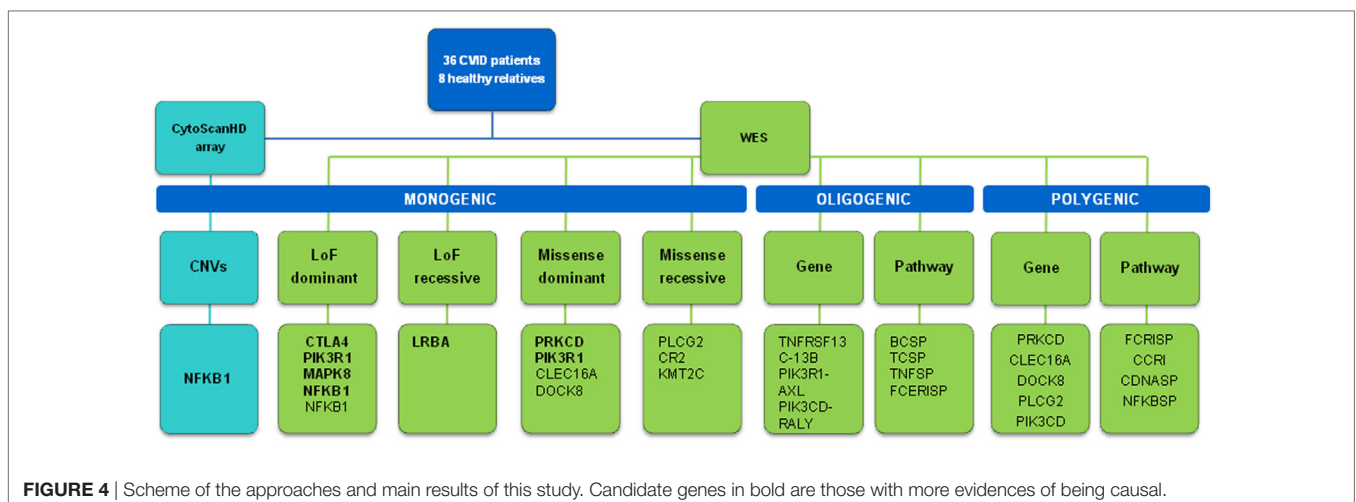 36 CVID patients
8 healthy relatives
CytoScanHD
array
WES
MONOGENIC
OLIGOGENIC
POLYGENIC
CNVs
LoF
dominant
LoF
recessive
Missense
dominant
Missense
recessive
Gene
Pathway
Gene
Pathway
NFKB1
CTLA4
PIK3R1
MAPK8
NFKB1
NFKB1
LRBA
PRKCD
PIK3R1
CLEC16A
DOCK8
PLCG2
CR2
KMT2C
TNFRSF13
C-13B
PIK3R1-
AXL
PIK3CD-
RALY
BCSP
TCSP
TNFSP
FCERISP
PRKCD
CLEC16A
DOCK8
PLCG2
PIK3CD
FCRISP
CCRI
CDNASP
NFKBSP
FIGURE 4 | Scheme of the approaches and main results of this study. Candidate genes in bold are those with more evidences of being causal.